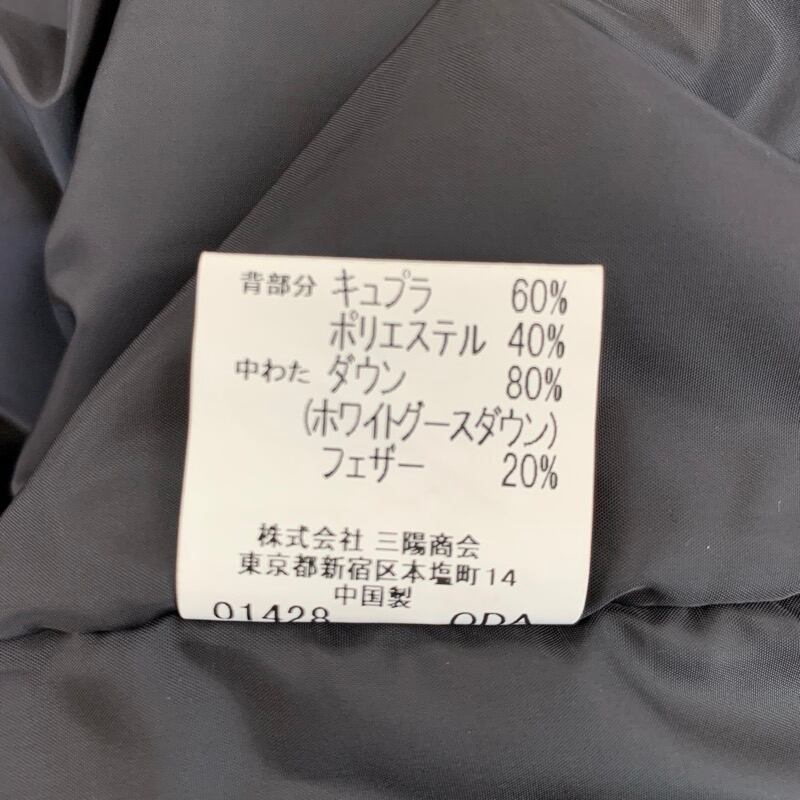 背部分 キュプラ 60%
ポリエステル 40%
中わた ダウン 80%
(ホワイトグースダウン)
フェザー 20%
株式会社 三陽商会
東京都新宿区本塩町14
中国製
01428 ODA